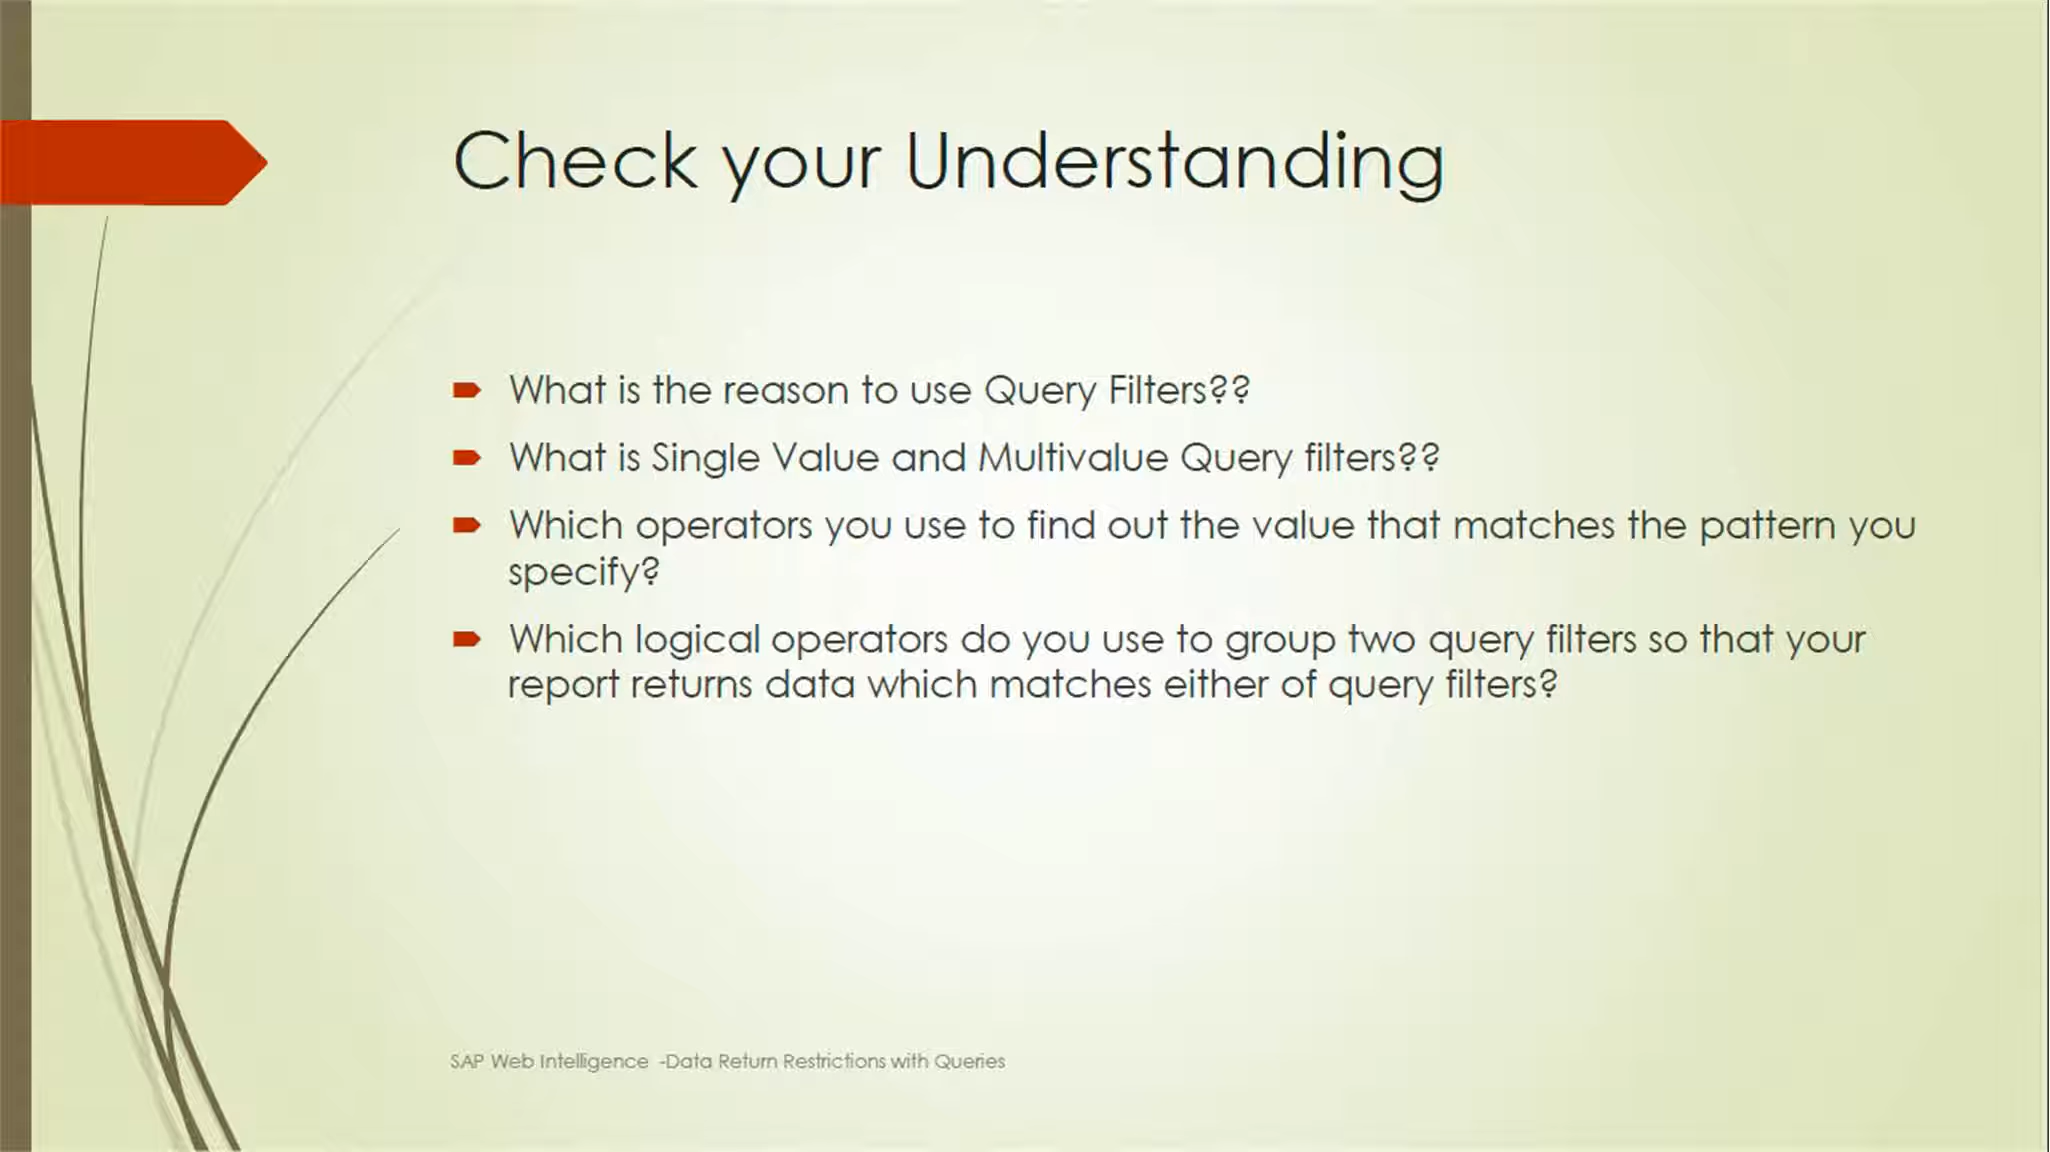 Check your Understanding
What is the reason to use Query Filters??
What is Single Value and Multivalue Query filters??
Which operators you use to find out the value that matches the pattern you
specify?
Which logical operators do you use to group two query filters so that your
report returns data which matches either of query filters?
SAP Web Intelligence -Data Return Restrictions with Queries